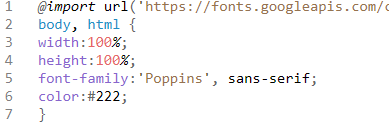 1 @import url('https://fonts.googleapis.com/
2 body, html {
3 width:100%;
4 height:100%;
5 font-family:'Poppins', sans-serif;
6 color:#222;
7 }